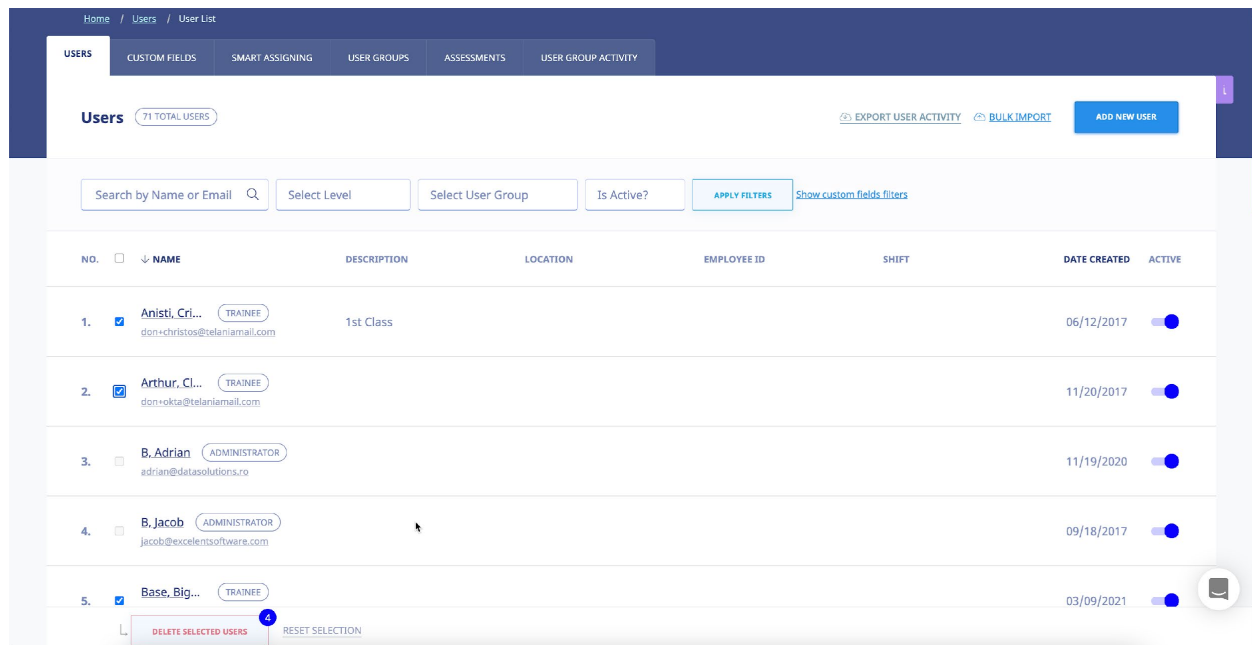 Home / Users / User List
USERS CUSTOM FIELDS SMART ASSIGNING USER GROUPS ASSESSMENTS USER GROUP ACTIVITY
Users 71 TOTAL USERS EXPORT USER ACTIVITY BULK IMPORT ADD NEW USER
Search by Name or Email Select Level Select User Group Is Active? APPLY FILTERS Show custom fields filters
NO. NAME DESCRIPTION LOCATION EMPLOYEE ID SHIFT DATE CREATED ACTIVE
1. Anisti, Cri... TRAINEE 1st Class 06/12/2017
don+christos@telaniamail.com
2. Arthur, Cl... TRAINEE 11/20/2017
don+okta@telaniamail.com
3. B, Adrian ADMINISTRATOR 11/19/2020
adrian@datasolutions.ro
4. B, Jacob ADMINISTRATOR 09/18/2017
jacob@excelentsoftware.com
5. Base, Big... TRAINEE 03/09/2021
DELETE SELECTED USERS 4 RESET SELECTION